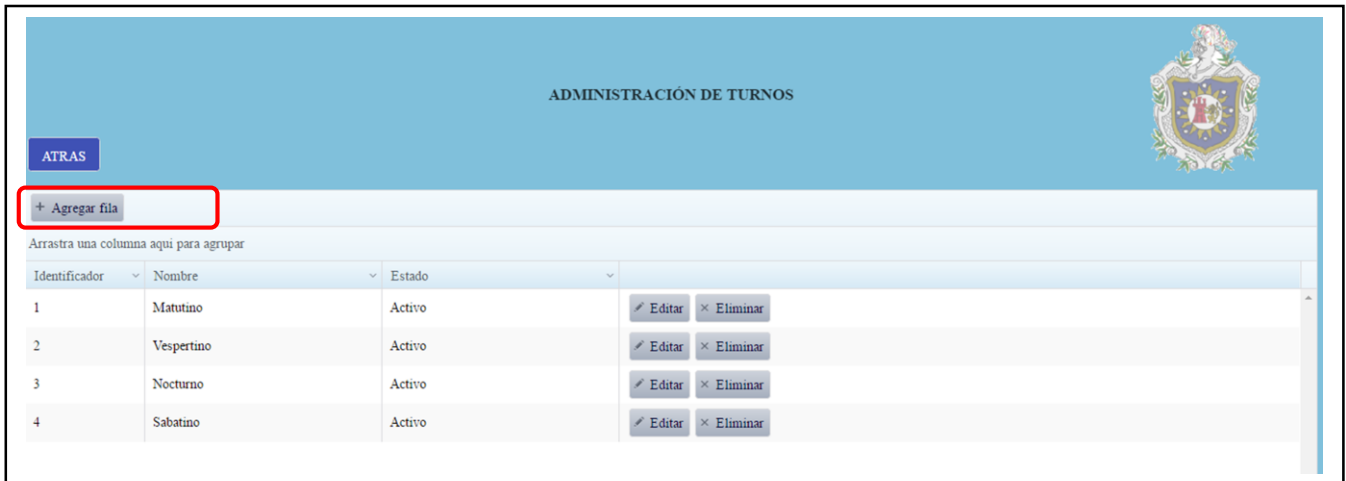 ADMINISTRACIÓN DE TURNOS
ATRAS
+ Agregar fila
Arrastra una columna aqui para agrupar
Identificador Nombre Estado
1 Matutino Activo Editar × Eliminar
2 Vespertino Activo Editar × Eliminar
3 Nocturno Activo Editar × Eliminar
4 Sabatino Activo Editar × Eliminar